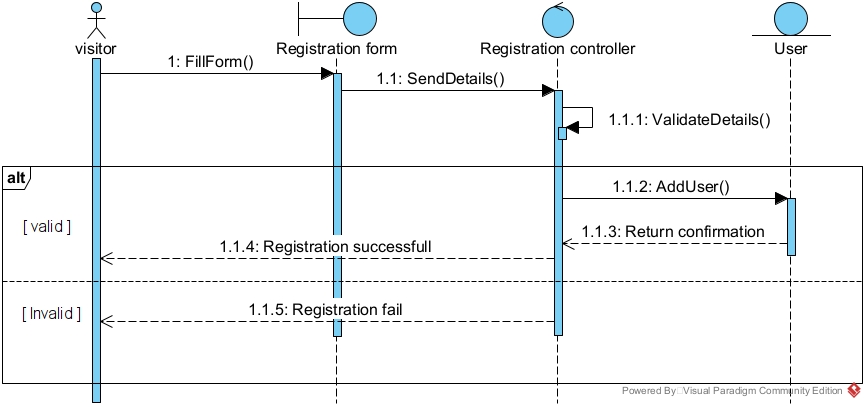 visitor
Registration form
Registration controller
User
1: FillForm()
1.1: SendDetails()
1.1.1: ValidateDetails()
alt
1.1.2: AddUser()
[ valid ]
1.1.3: Return confirmation
1.1.4: Registration successfull
[ Invalid ]
1.1.5: Registration fail
Powered By Visual Paradigm Community Edition